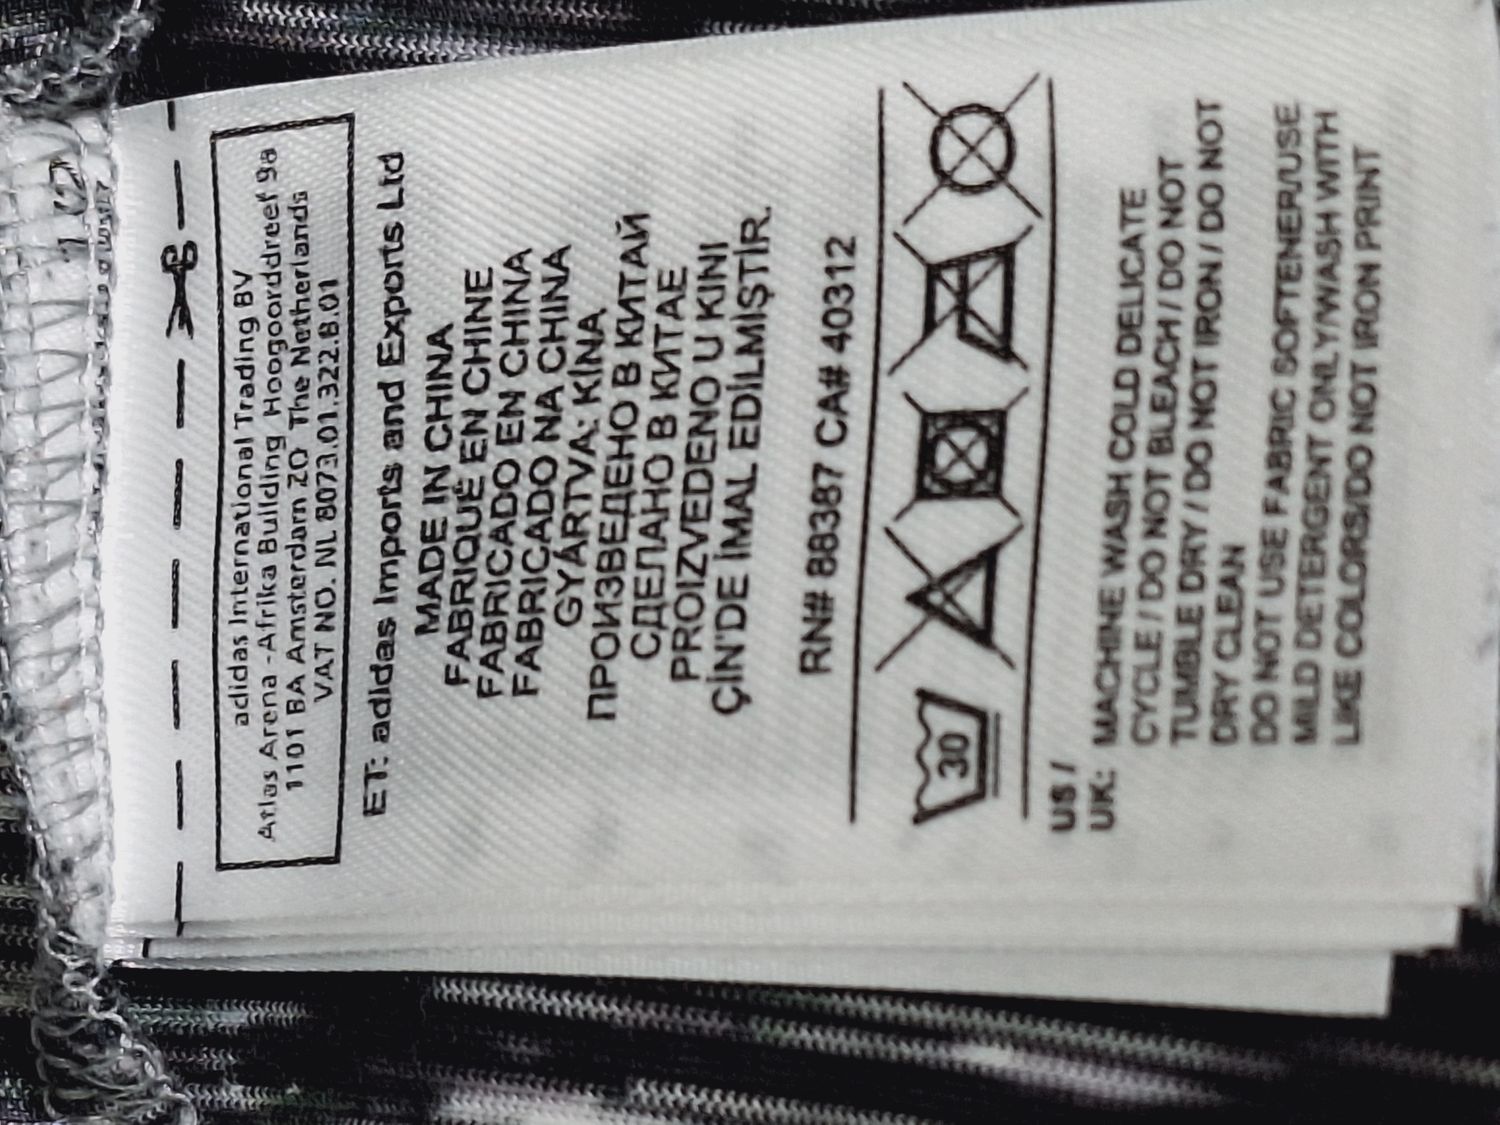 adidas International Trading BV
Atlas Arena -Afrika Building Hoogoorddreef 9a
1101 BA Amsterdam ZO The Netherlands
VAT NO. NL 8073.01.322.B.01
ET: adidas Imports and Exports Ltd
MADE IN CHINA
FABRIQUÉ EN CHINE
FABRICADO EN CHINA
FABRICADO NA CHINA
GYÁRTVA: KÍNA
ПРОИЗВЕДЕНО В КИТАЙ
СДЕЛАНО В КИТАЕ
PROIZVEDENO U KINI
ÇİN'DE İMAL EDİLMİŞTİR.
RN# 88387 CA# 40312
30
US /
UK: MACHINE WASH COLD DELICATE
CYCLE / DO NOT BLEACH / DO NOT
TUMBLE DRY / DO NOT IRON / DO NOT
DRY CLEAN
DO NOT USE FABRIC SOFTENER/USE
MILD DETERGENT ONLY/WASH WITH
LIKE COLORS/DO NOT IRON PRINT